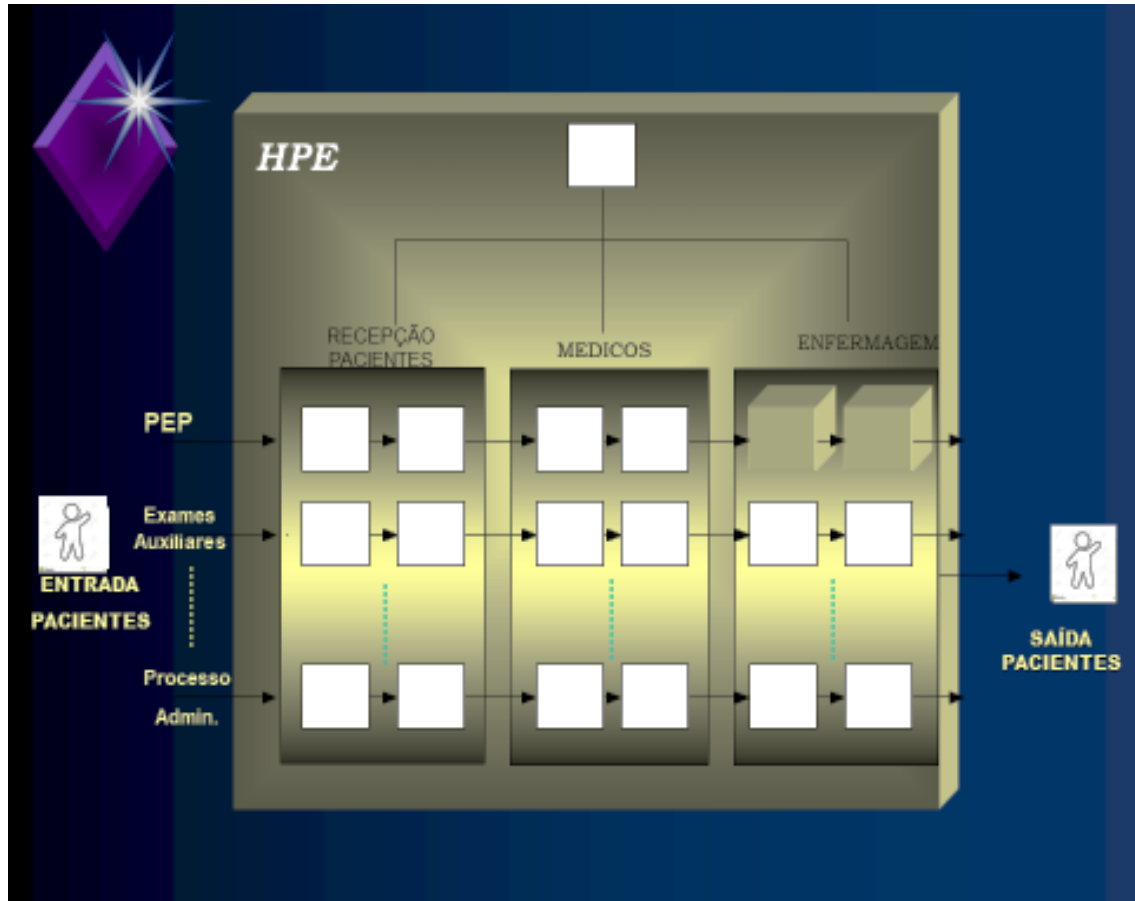 HPE
RECEPÇÃO
PACIENTES
MEDICOS
ENFERMAGEM
PEP
Exames
Auxiliares
ENTRADA
PACIENTES
Processo
Admin.
SAÍDA
PACIENTES